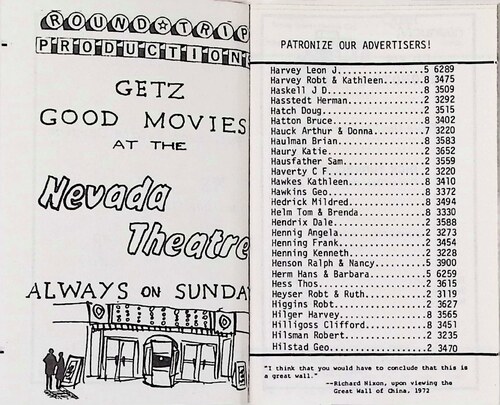 ROUND☆TRIP
PRODUCTIONS
GETZ
GOOD MOVIES
AT THE
Nevada
Theatre
ALWAYS ON SUNDAY
PATRONIZE OUR ADVERTISERS!
Harvey Leon J..................5 6289
Harvey Robt & Kathleen.........8 3475
Haskell J D....................8 3509
Hasstedt Herman................2 3292
Hatch Doug.....................2 3515
Hatton Bruce...................8 3402
Hauck Arthur & Donna...........7 3220
Haulman Brian..................8 3583
Haury Katie....................2 3652
Hausfather Sam.................2 3559
Haverty C F....................2 3220
Hawkes Kathleen................8 3410
Hawkins Geo....................8 3372
Hedrick Mildred................8 3494
Helm Tom & Brenda..............8 3330
Hendrix Dale...................2 3588
Hennig Angela..................2 3273
Henning Frank..................2 3454
Henning Kenneth................2 3228
Henson Ralph & Nancy...........5 3900
Herm Hans & Barbara............5 6259
Hess Thos......................2 3615
Heyser Robt & Ruth.............2 3119
Higgins Robt...................2 3627
Hilger Harvey..................8 3565
Hilligoss Clifford.............8 3451
Hilsman Robert.................2 3235
Hilstad Geo....................2 3470
"I think that you would have to conclude that this is
a great wall."
--Richard Nixon, upon viewing the
Great Wall of China, 1972